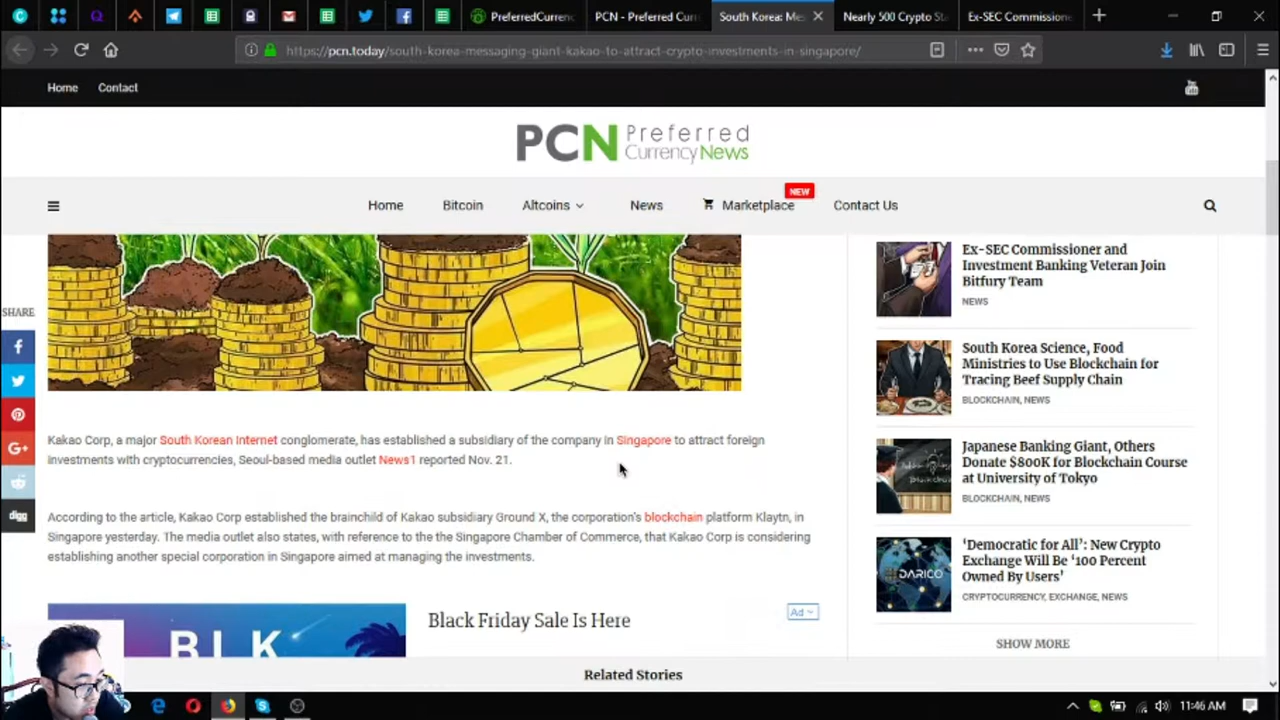 PreferredCurrenc
PCN - Preferred Curr
South Korea: Mes
Nearly 500 Crypto Sta
Ex-SEC Commissione
https://pcn.today/south-korea-messaging-giant-kakao-to-attract-crypto-investments-in-singapore/
Home Contact
PCN Preferred
CurrencyNews
NEW
Home Bitcoin Altcoins News Marketplace Contact Us
SHARE
Kakao Corp, a major South Korean Internet conglomerate, has established a subsidiary of the company in Singapore to attract foreign
investments with cryptocurrencies, Seoul-based media outlet News1 reported Nov. 21.
According to the article, Kakao Corp established the brainchild of Kakao subsidiary Ground X, the corporation's blockchain platform Klaytn, in
Singapore yesterday. The media outlet also states, with reference to the the Singapore Chamber of Commerce, that Kakao Corp is considering
establishing another special corporation in Singapore aimed at managing the investments.
BLK
Black Friday Sale Is Here
Ad
Ex-SEC Commissioner and
Investment Banking Veteran Join
Bitfury Team
NEWS
South Korea Science, Food
Ministries to Use Blockchain for
Tracing Beef Supply Chain
BLOCKCHAIN, NEWS
Japanese Banking Giant, Others
Donate $800K for Blockchain Course
at University of Tokyo
BLOCKCHAIN, NEWS
DARICO
'Democratic for All': New Crypto
Exchange Will Be '100 Percent
Owned By Users'
CRYPTOCURRENCY, EXCHANGE, NEWS
SHOW MORE
Related Stories
digg
11:46 AM